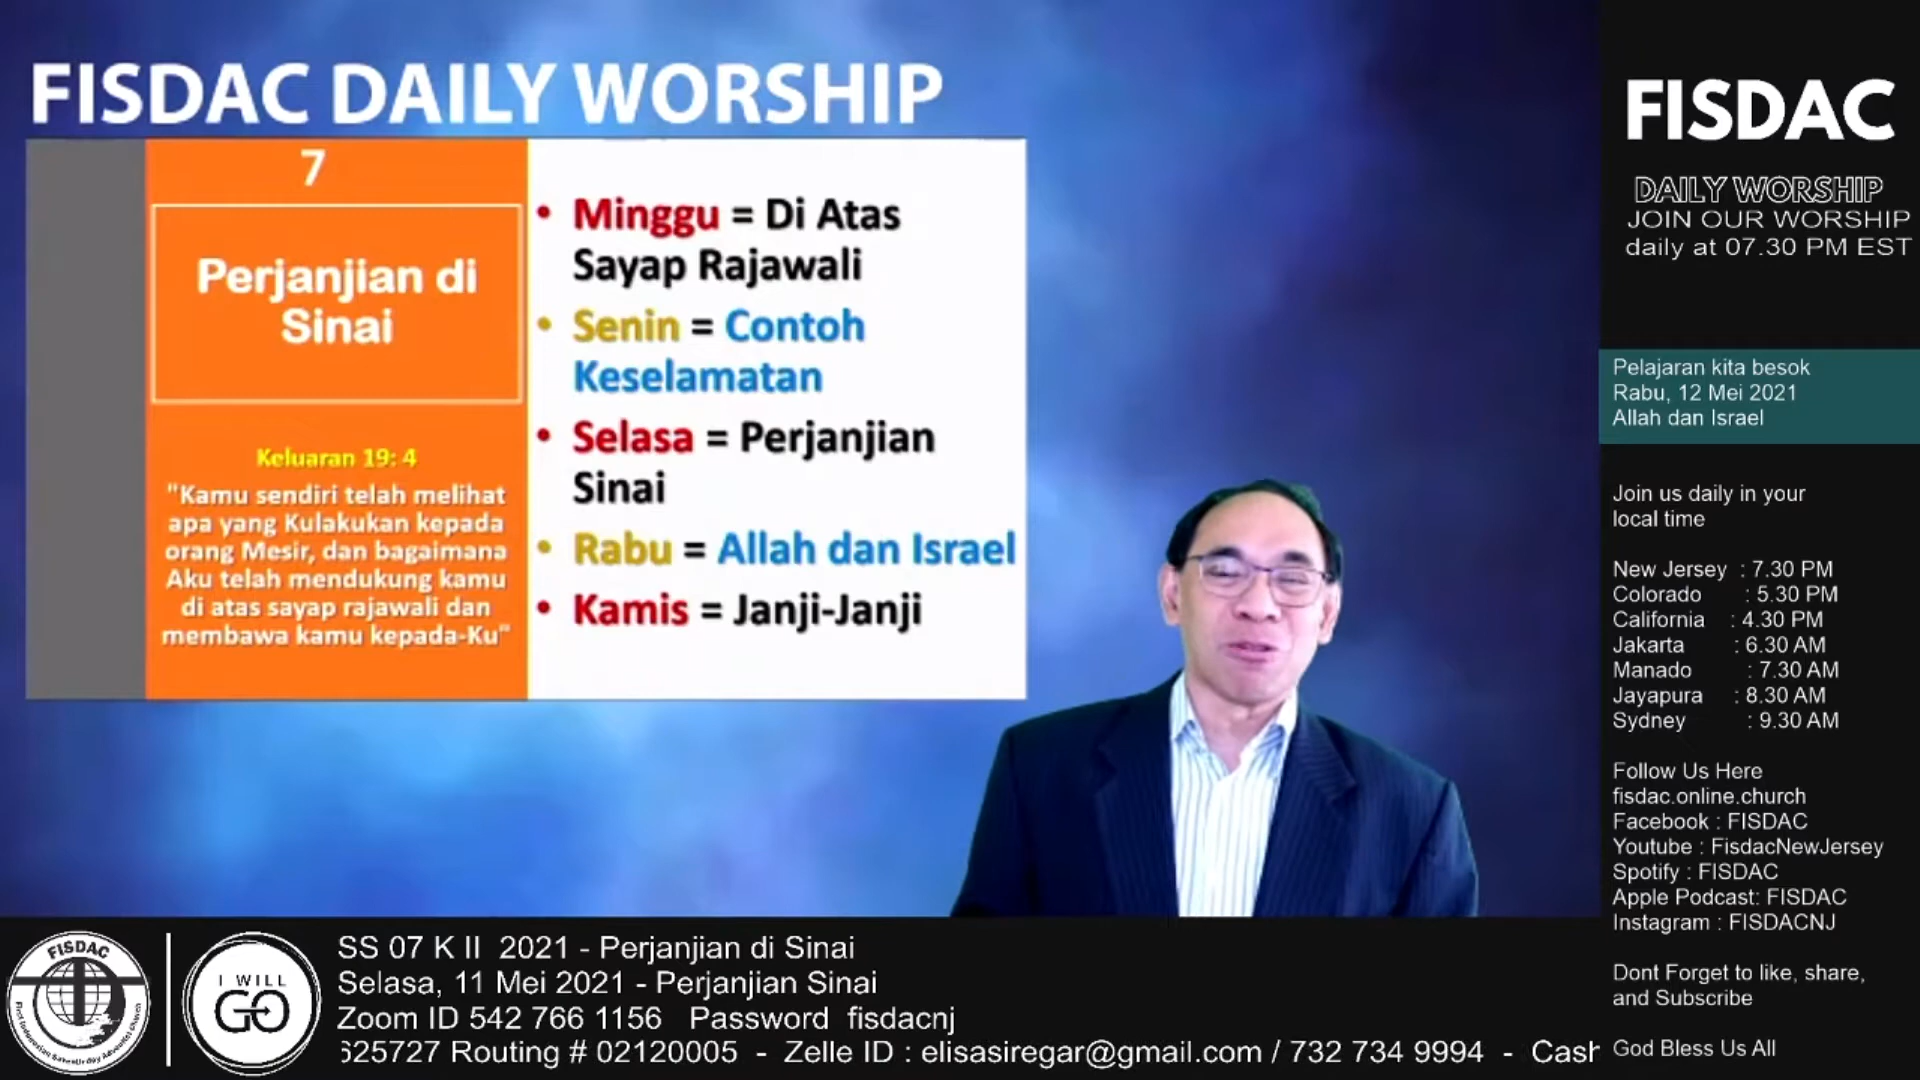 FISDAC DAILY WORSHIP
7
Perjanjian di
Sinai
Keluaran 19: 4
"Kamu sendiri telah melihat
apa yang Kulakukan kepada
orang Mesir, dan bagaimana
Aku telah mendukung kamu
di atas sayap rajawali dan
membawa kamu kepada-Ku"
• Minggu = Di Atas
Sayap Rajawali
• Senin = Contoh
Keselamatan
• Selasa = Perjanjian
Sinai
• Rabu = Allah dan Israel
• Kamis = Janji-Janji
FISDAC
DAILY WORSHIP
JOIN OUR WORSHIP
daily at 07.30 PM EST
Pelajaran kita besok
Rabu, 12 Mei 2021
Allah dan Israel
Join us daily in your
local time
New Jersey : 7.30 PM
Colorado : 5.30 PM
California : 4.30 PM
Jakarta : 6.30 AM
Manado : 7.30 AM
Jayapura : 8.30 AM
Sydney : 9.30 AM
Follow Us Here
fisdac.online.church
Facebook : FISDAC
Youtube : FisdacNewJersey
Spotify : FISDAC
Apple Podcast: FISDAC
Instagram : FISDACNJ
Dont Forget to like, share,
and Subscribe
God Bless Us All
FISDAC
First Indonesian Seventh-Day Adventist Church
I WILL
GO
SS 07 K II 2021 - Perjanjian di Sinai
Selasa, 11 Mei 2021 - Perjanjian Sinai
Zoom ID 542 766 1156 Password fisdacnj
625727 Routing # 02120005 - Zelle ID : elisasiregar@gmail.com / 732 734 9994 - Cash